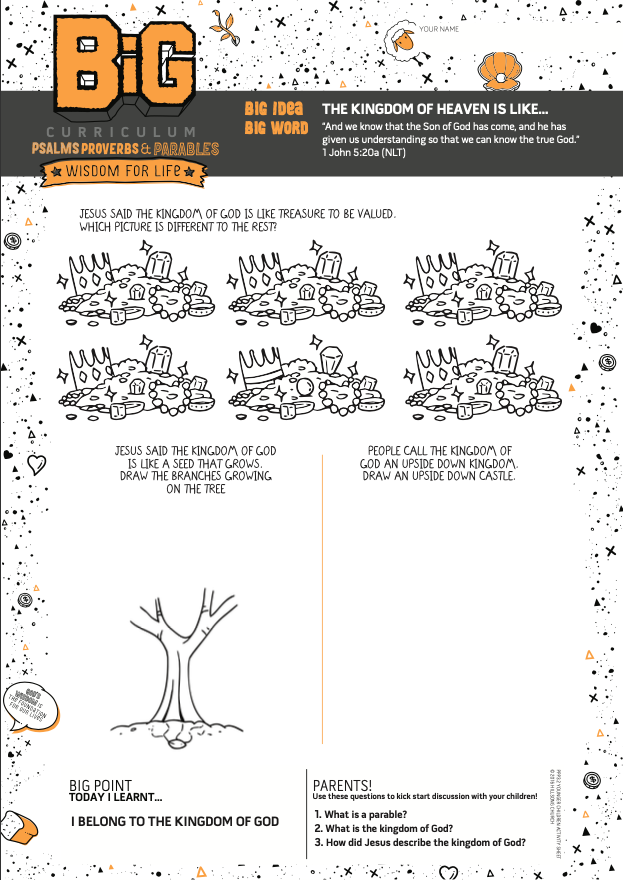 YOUR NAME
BiG
CURRICULUM
PSALMS PROVERBS & PARABLES
WISDOM FOR LIFE
BIG IDEA
THE KINGDOM OF HEAVEN IS LIKE...
BIG WORD
"And we know that the Son of God has come, and he has
given us understanding so that we can know the true God."
1 John 5:20a (NLT)
JESUS SAID THE KINGDOM OF GOD IS LIKE TREASURE TO BE VALUED.
WHICH PICTURE IS DIFFERENT TO THE REST?
JESUS SAID THE KINGDOM OF GOD
IS LIKE A SEED THAT GROWS.
DRAW THE BRANCHES GROWING
ON THE TREE
PEOPLE CALL THE KINGDOM OF
GOD AN UPSIDE DOWN KINGDOM.
DRAW AN UPSIDE DOWN CASTLE.
GOD'S
WISDOM IS
THE FOUNDATION
FOR OUR LIVES
BIG POINT
TODAY I LEARNT...
I BELONG TO THE KINGDOM OF GOD
PARENTS!
Use these questions to kick start discussion with your children!
1. What is a parable?
2. What is the kingdom of God?
3. How did Jesus describe the kingdom of God?
YOUNGER CHILDREN ACTIVITY SHEET
HILLSONG CHURCH